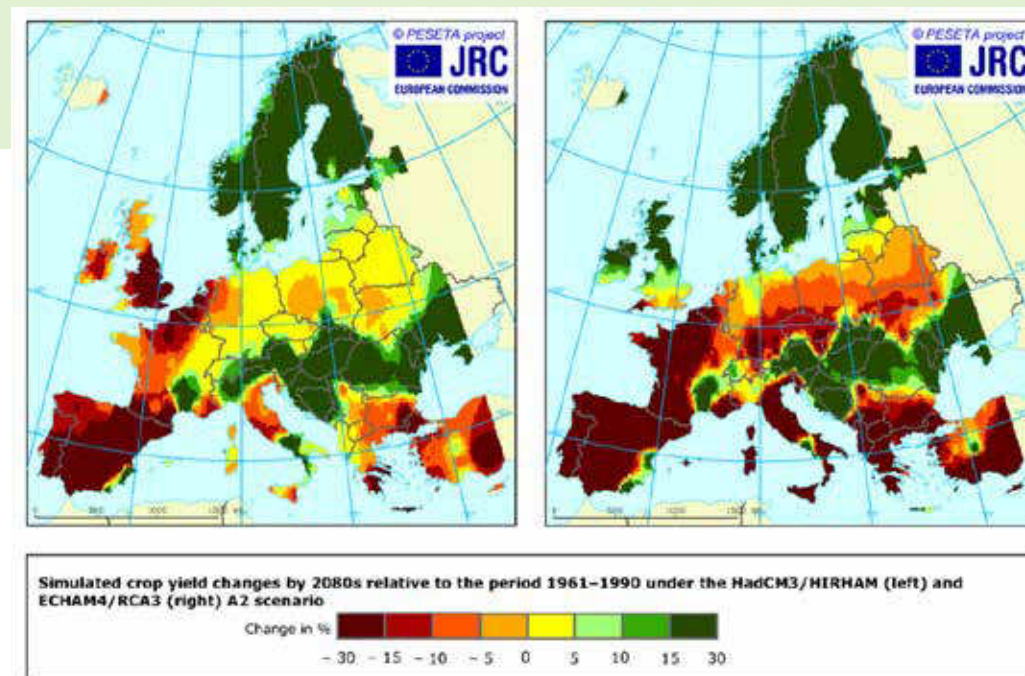 © PESETA project
JRC
EUROPEAN COMMISSION
© PESETA project
JRC
EUROPEAN COMMISSION
Simulated crop yield changes by 2080s relative to the period 1961–1990 under the HadCM3/HIRHAM (left) and
ECHAM4/RCA3 (right) A2 scenario
Change in %
– 30 – 15 – 10 – 5 0 5 10 15 30